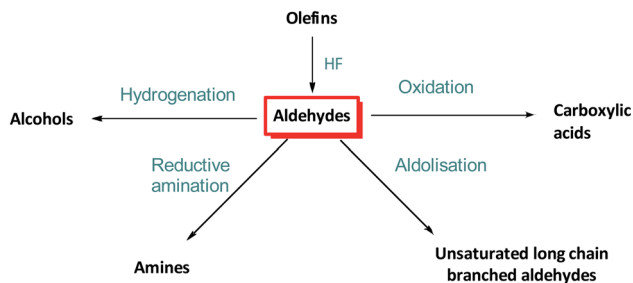 Olefins
HF
Hydrogenation
Oxidation
Alcohols
Aldehydes
Carboxylic
acids
Reductive
amination
Aldolisation
Amines
Unsaturated long chain
branched aldehydes